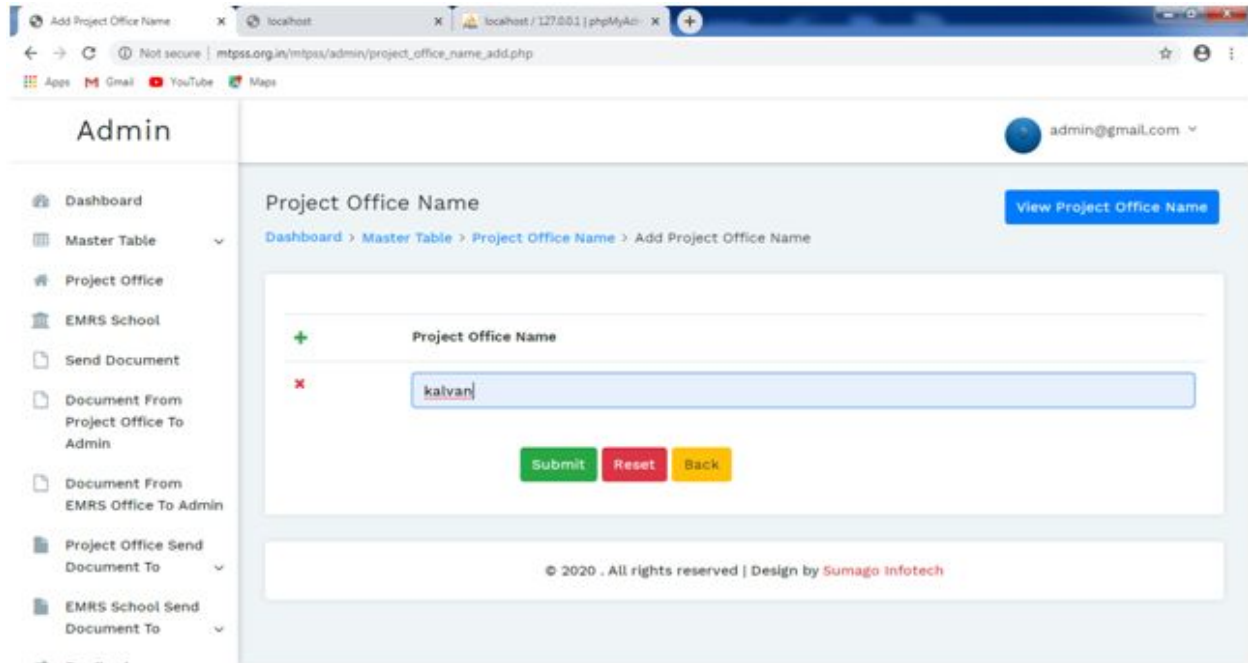 Add Project Office Name
localhost
localhost / 127.0.0.1 | phpMyAd
Not secure | mtpss.org.in/mtpss/admin/project_office_name_add.php
Apps Gmail YouTube Maps
Admin
admin@gmail.com
Dashboard
Master Table
Project Office
EMRS School
Send Document
Document From
Project Office To
Admin
Document From
EMRS Office To Admin
Project Office Send
Document To
EMRS School Send
Document To
Project Office Name
View Project Office Name
Dashboard > Master Table > Project Office Name > Add Project Office Name
Project Office Name
kalvan
Submit Reset Back
© 2020 . All rights reserved | Design by Sumago Infotech